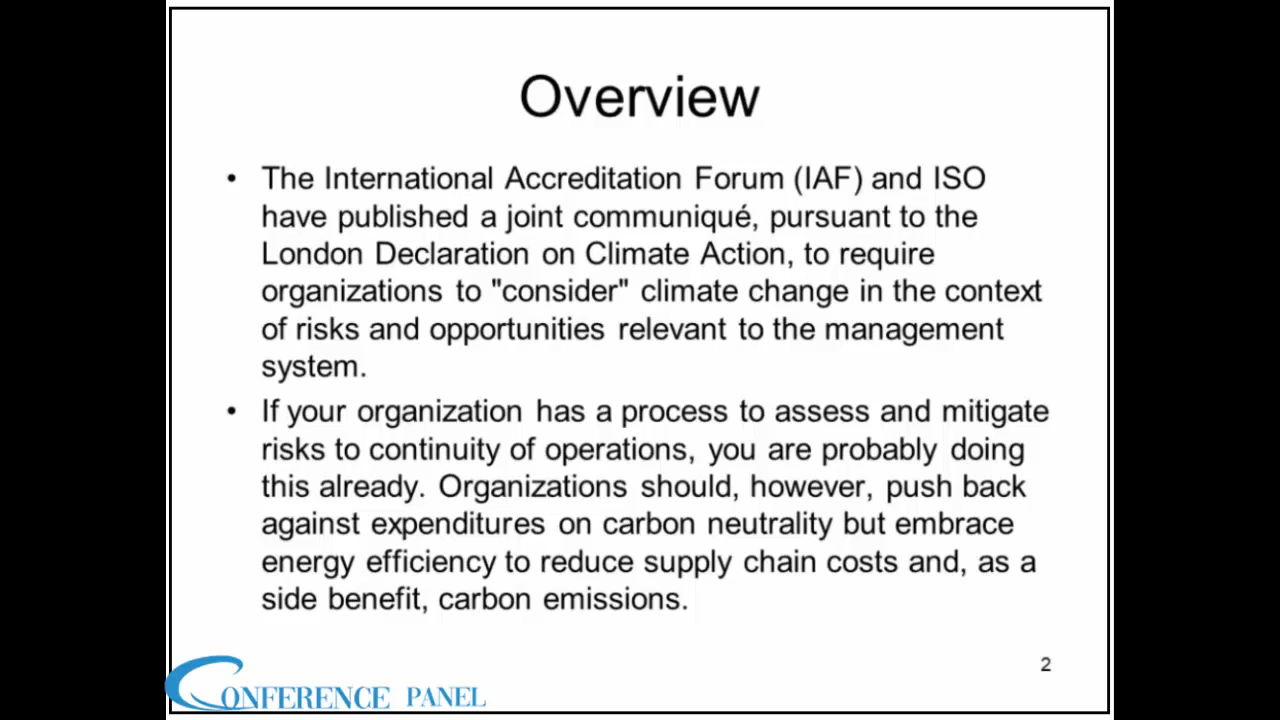 Overview
• The International Accreditation Forum (IAF) and ISO
have published a joint communiqué, pursuant to the
London Declaration on Climate Action, to require
organizations to "consider" climate change in the context
of risks and opportunities relevant to the management
system.
• If your organization has a process to assess and mitigate
risks to continuity of operations, you are probably doing
this already. Organizations should, however, push back
against expenditures on carbon neutrality but embrace
energy efficiency to reduce supply chain costs and, as a
side benefit, carbon emissions.
2
CONFERENCE PANEL